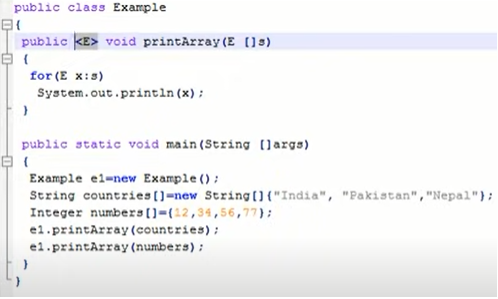 public class Example
{
public <E> void printArray(E []s)
{
for(E x:s)
System.out.println(x);
}
public static void main(String []args)
{
Example e1=new Example();
String countries[]=new String[]{"India", "Pakistan","Nepal"};
Integer numbers[]={12,34,56,77};
e1.printArray(countries);
e1.printArray(numbers);
}
}